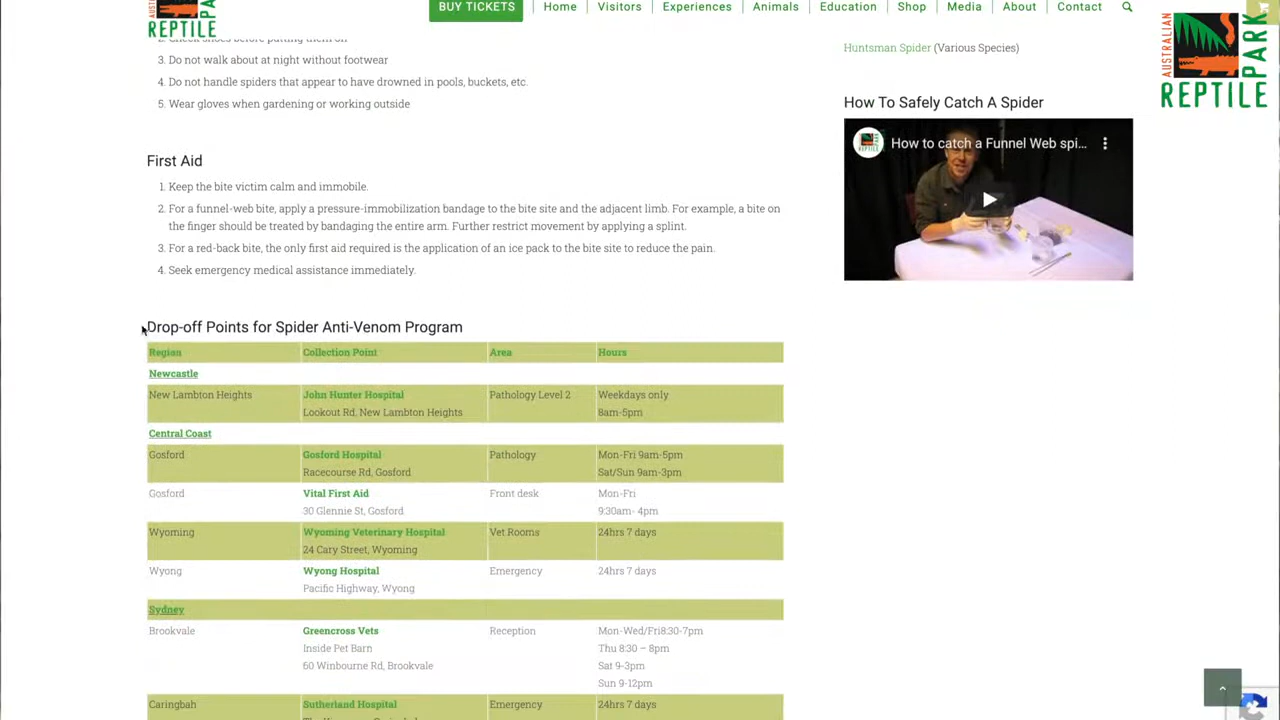 BUY TICKETS
Home
Visitors
Experiences
Animals
Education
Shop
Media
About
Contact
REPTILE
AUSTRALIAN
REPTILE PARK
2. Check shoes before putting them on
3. Do not walk about at night without footwear
4. Do not handle spiders that appear to have drowned in pools, buckets, etc.
5. Wear gloves when gardening or working outside
First Aid
1. Keep the bite victim calm and immobile.
2. For a funnel-web bite, apply a pressure-immobilization bandage to the bite site and the adjacent limb. For example, a bite on
the finger should be treated by bandaging the entire arm. Further restrict movement by applying a splint.
3. For a red-back bite, the only first aid required is the application of an ice pack to the bite site to reduce the pain.
4. Seek emergency medical assistance immediately.
Huntsman Spider (Various Species)
How To Safely Catch A Spider
How to catch a Funnel Web spi...
Drop-off Points for Spider Anti-Venom Program
Region Collection Point Area Hours
Newcastle
New Lambton Heights John Hunter Hospital Pathology Level 2 Weekdays only
Lookout Rd, New Lambton Heights 8am-5pm
Central Coast
Gosford Gosford Hospital Pathology Mon-Fri 9am-5pm
Racecourse Rd, Gosford Sat/Sun 9am-3pm
Gosford Vital First Aid Front desk Mon-Fri
30 Glennie St, Gosford 9:30am- 4pm
Wyoming Wyoming Veterinary Hospital Vet Rooms 24hrs 7 days
24 Cary Street, Wyoming
Wyong Wyong Hospital Emergency 24hrs 7 days
Pacific Highway, Wyong
Sydney
Brookvale Greencross Vets Reception Mon-Wed/Fri8:30-7pm
Inside Pet Barn Thu 8:30 – 8pm
60 Winbourne Rd, Brookvale Sat 9-3pm
Sun 9-12pm
Caringbah Sutherland Hospital Emergency 24hrs 7 days